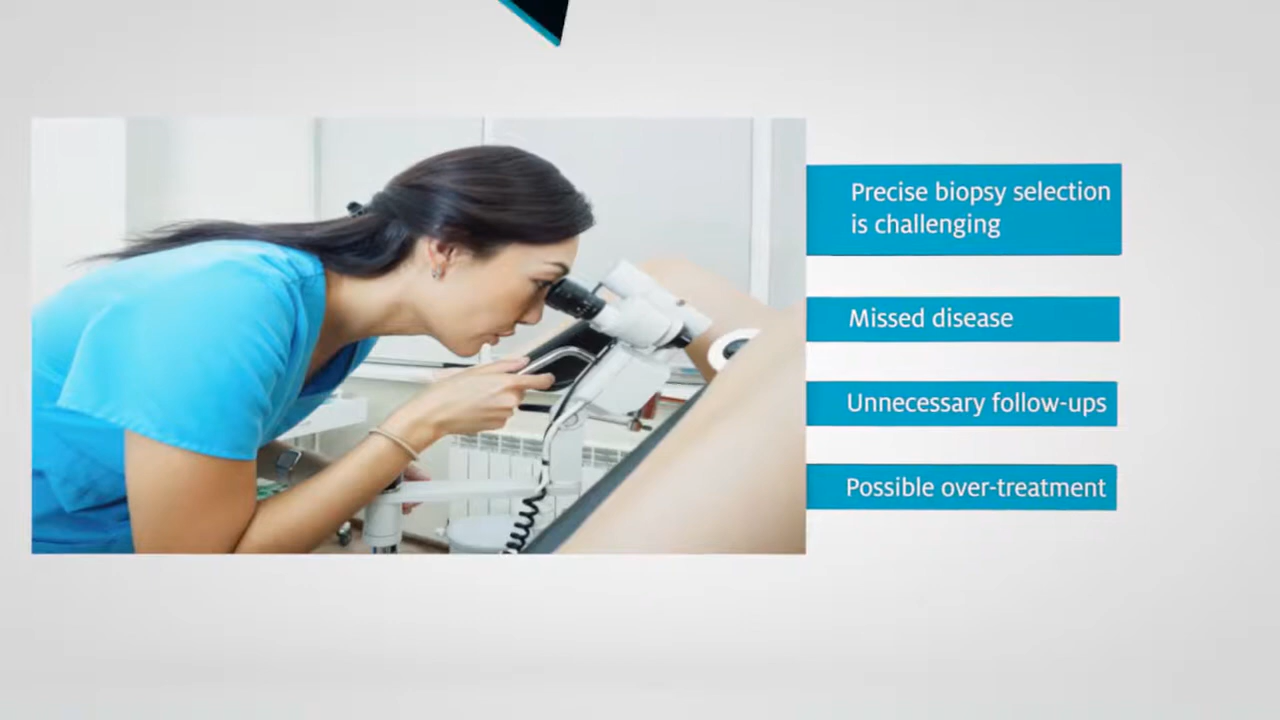 Precise biopsy selection
is challenging
Missed disease
Unnecessary follow-ups
Possible over-treatment